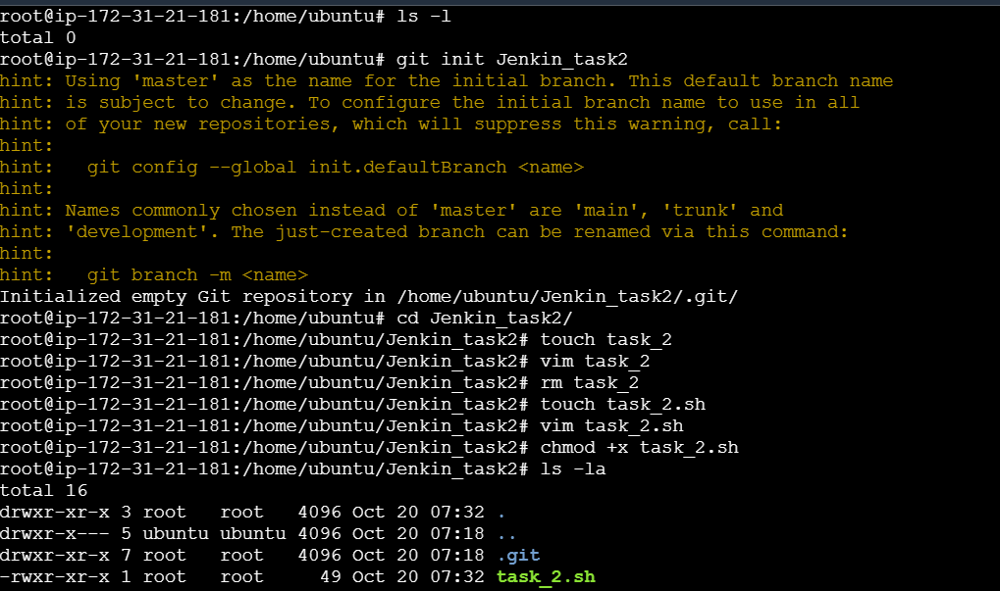 root@ip-172-31-21-181:/home/ubuntu# ls -l
total 0
root@ip-172-31-21-181:/home/ubuntu# git init Jenkin_task2
hint: Using 'master' as the name for the initial branch. This default branch name
hint: is subject to change. To configure the initial branch name to use in all
hint: of your new repositories, which will suppress this warning, call:
hint:
hint:   git config --global init.defaultBranch <name>
hint:
hint: Names commonly chosen instead of 'master' are 'main', 'trunk' and
hint: 'development'. The just-created branch can be renamed via this command:
hint:
hint:   git branch -m <name>
Initialized empty Git repository in /home/ubuntu/Jenkin_task2/.git/
root@ip-172-31-21-181:/home/ubuntu# cd Jenkin_task2/
root@ip-172-31-21-181:/home/ubuntu/Jenkin_task2# touch task_2
root@ip-172-31-21-181:/home/ubuntu/Jenkin_task2# vim task_2
root@ip-172-31-21-181:/home/ubuntu/Jenkin_task2# rm task_2
root@ip-172-31-21-181:/home/ubuntu/Jenkin_task2# touch task_2.sh
root@ip-172-31-21-181:/home/ubuntu/Jenkin_task2# vim task_2.sh
root@ip-172-31-21-181:/home/ubuntu/Jenkin_task2# chmod +x task_2.sh
root@ip-172-31-21-181:/home/ubuntu/Jenkin_task2# ls -la
total 16
drwxr-xr-x 3 root   root   4096 Oct 20 07:32 .
drwxr-x--- 5 ubuntu ubuntu 4096 Oct 20 07:18 ..
drwxr-xr-x 7 root   root   4096 Oct 20 07:18 .git
-rwxr-xr-x 1 root   root     49 Oct 20 07:32 task_2.sh